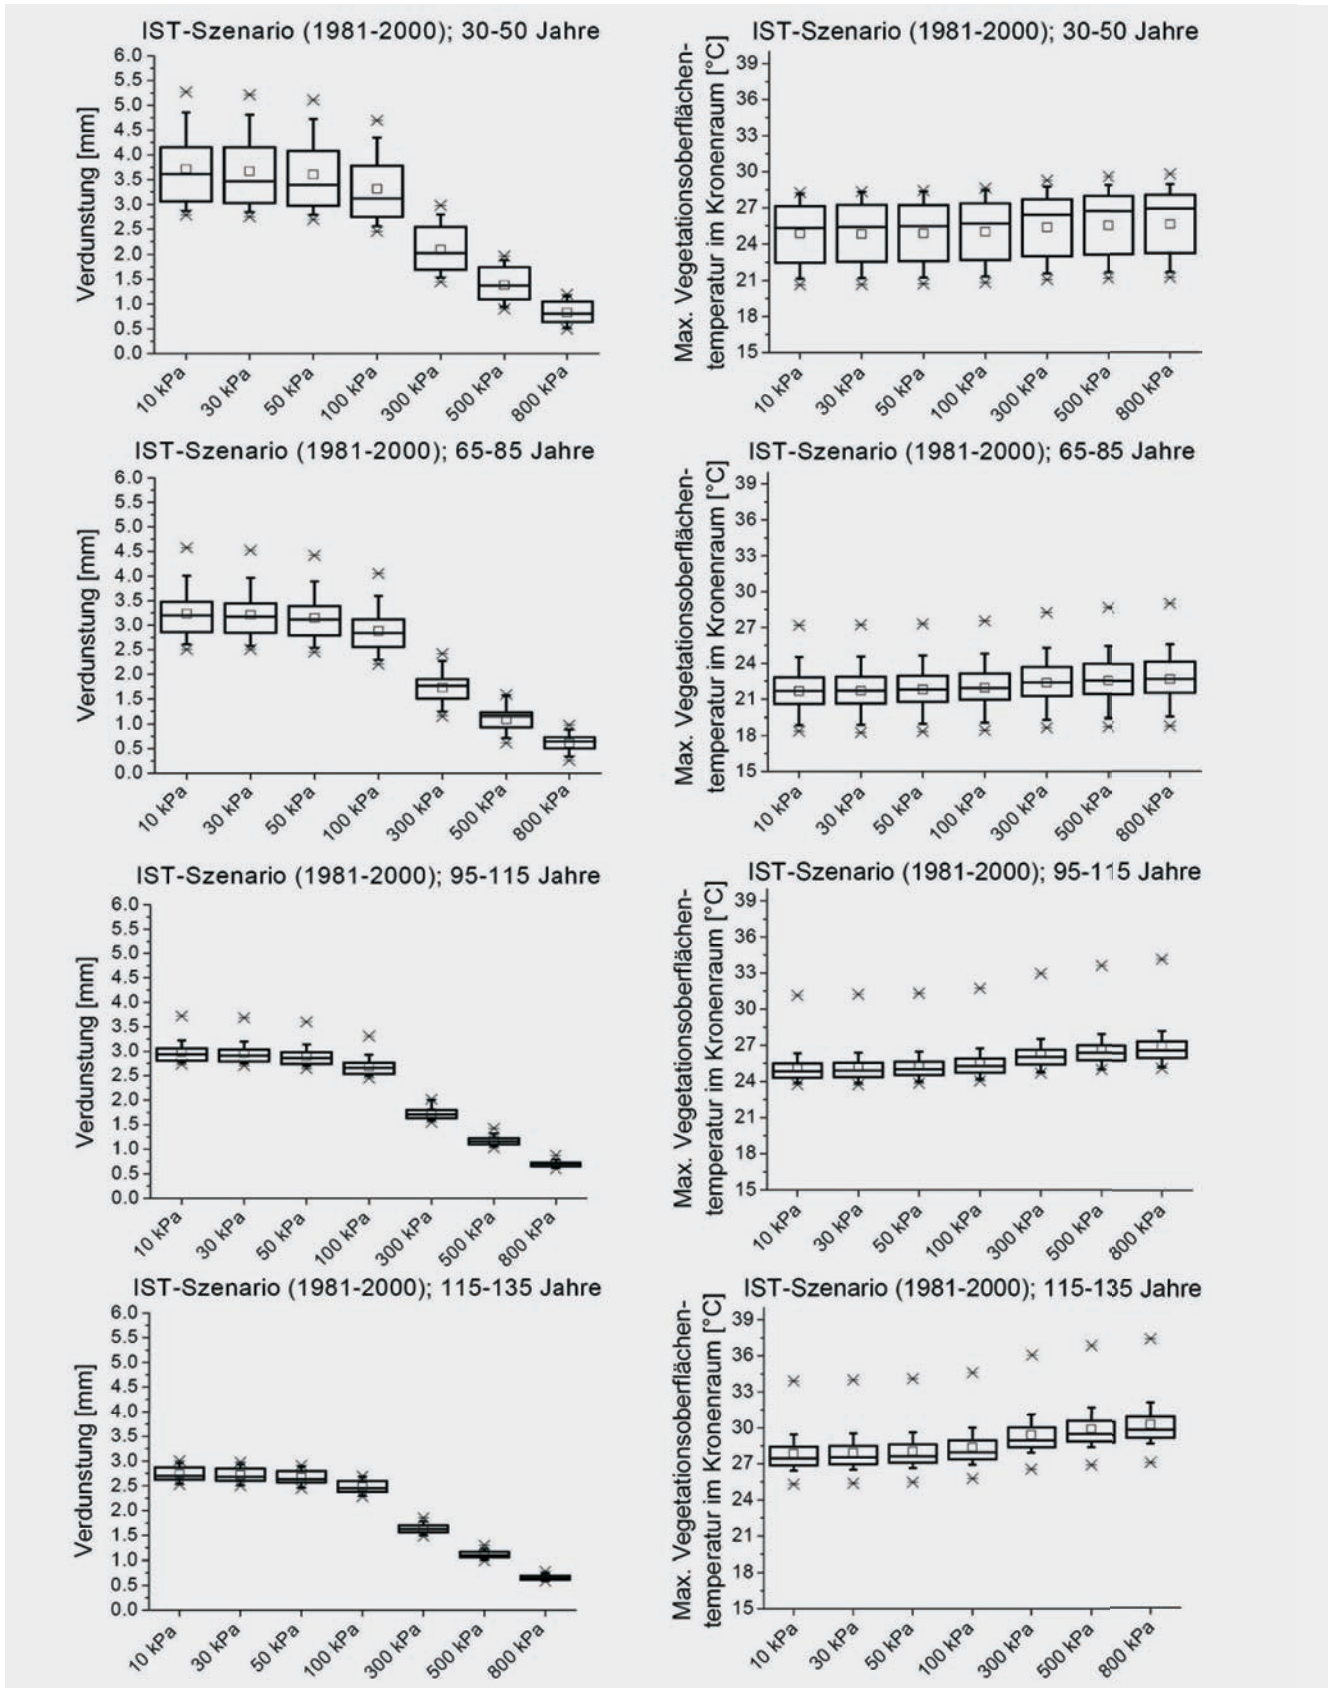 IST-Szenario (1981-2000); 30-50 Jahre
Verdunstung [mm]
6.0
5.5
5.0
4.5
4.0
3.5
3.0
2.5
2.0
1.5
1.0
0.5
0.0
10 kPa
30 kPa
50 kPa
100 kPa
300 kPa
500 kPa
800 kPa
IST-Szenario (1981-2000); 30-50 Jahre
Max. Vegetationsoberflächen-
temperatur im Kronenraum [°C]
39
36
33
30
27
24
21
18
15
10 kPa
30 kPa
50 kPa
100 kPa
300 kPa
500 kPa
800 kPa
IST-Szenario (1981-2000); 65-85 Jahre
Verdunstung [mm]
6.0
5.5
5.0
4.5
4.0
3.5
3.0
2.5
2.0
1.5
1.0
0.5
0.0
10 kPa
30 kPa
50 kPa
100 kPa
300 kPa
500 kPa
800 kPa
IST-Szenario (1981-2000); 65-85 Jahre
Max. Vegetationsoberflächen-
temperatur im Kronenraum [°C]
39
36
33
30
27
24
21
18
15
10 kPa
30 kPa
50 kPa
100 kPa
300 kPa
500 kPa
800 kPa
IST-Szenario (1981-2000); 95-115 Jahre
Verdunstung [mm]
6.0
5.5
5.0
4.5
4.0
3.5
3.0
2.5
2.0
1.5
1.0
0.5
0.0
10 kPa
30 kPa
50 kPa
100 kPa
300 kPa
500 kPa
800 kPa
IST-Szenario (1981-2000); 95-115 Jahre
Max. Vegetationsoberflächen-
temperatur im Kronenraum [°C]
39
36
33
30
27
24
21
18
15
10 kPa
30 kPa
50 kPa
100 kPa
300 kPa
500 kPa
800 kPa
IST-Szenario (1981-2000); 115-135 Jahre
Verdunstung [mm]
6.0
5.5
5.0
4.5
4.0
3.5
3.0
2.5
2.0
1.5
1.0
0.5
0.0
10 kPa
30 kPa
50 kPa
100 kPa
300 kPa
500 kPa
800 kPa
IST-Szenario (1981-2000); 115-135 Jahre
Max. Vegetationsoberflächen-
temperatur im Kronenraum [°C]
39
36
33
30
27
24
21
18
15
10 kPa
30 kPa
50 kPa
100 kPa
300 kPa
500 kPa
800 kPa